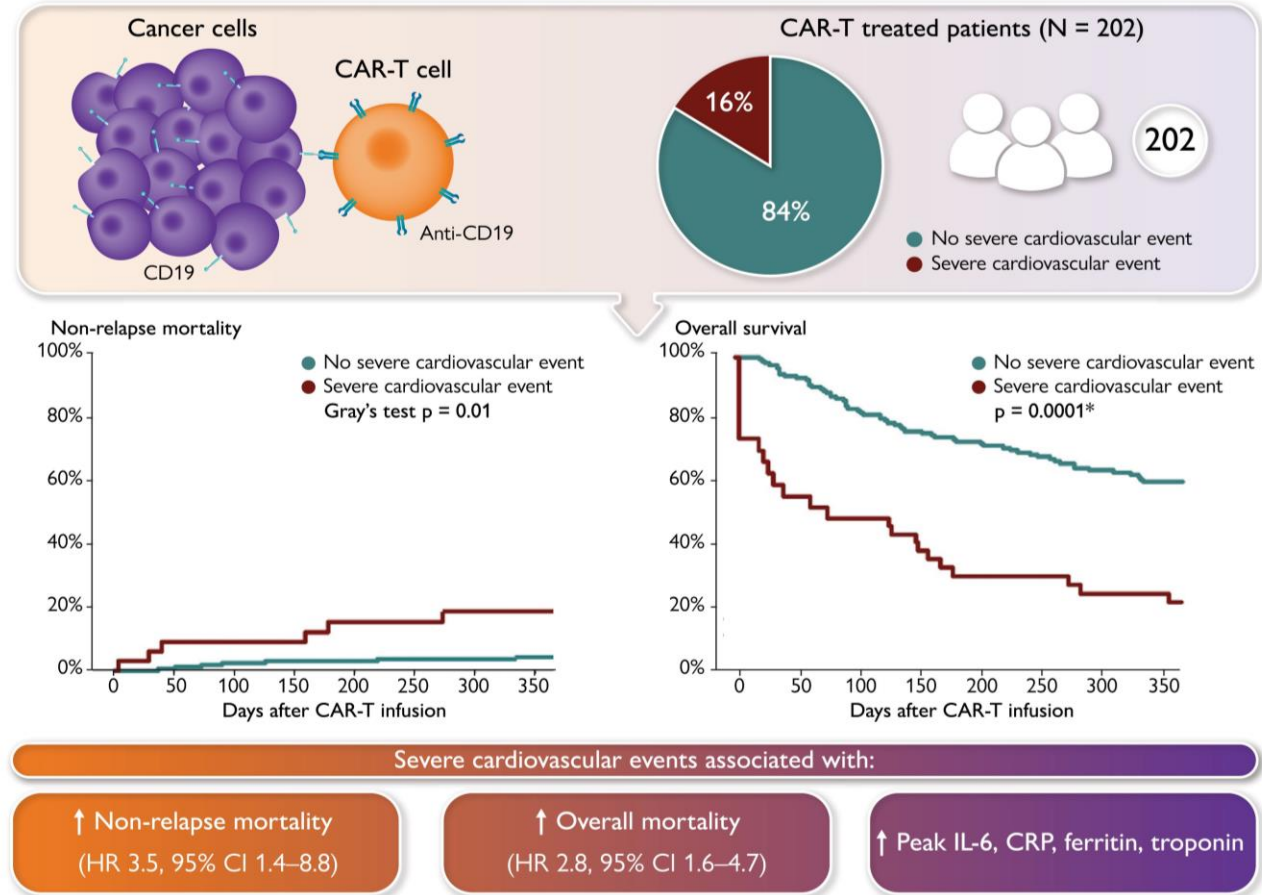 Cancer cells
CAR-T cell
Anti-CD19
CD19
CAR-T treated patients (N = 202)
16%
84%
202
No severe cardiovascular event
Severe cardiovascular event
Non-relapse mortality
100%
80%
60%
40%
20%
0%
No severe cardiovascular event
Severe cardiovascular event
Gray's test p = 0.01
0 50 100 150 200 250 300 350
Days after CAR-T infusion
Overall survival
100%
80%
60%
40%
20%
0%
No severe cardiovascular event
Severe cardiovascular event
p = 0.0001*
0 50 100 150 200 250 300 350
Days after CAR-T infusion
Severe cardiovascular events associated with:
↑ Non-relapse mortality
(HR 3.5, 95% CI 1.4–8.8)
↑ Overall mortality
(HR 2.8, 95% CI 1.6–4.7)
↑ Peak IL-6, CRP, ferritin, troponin